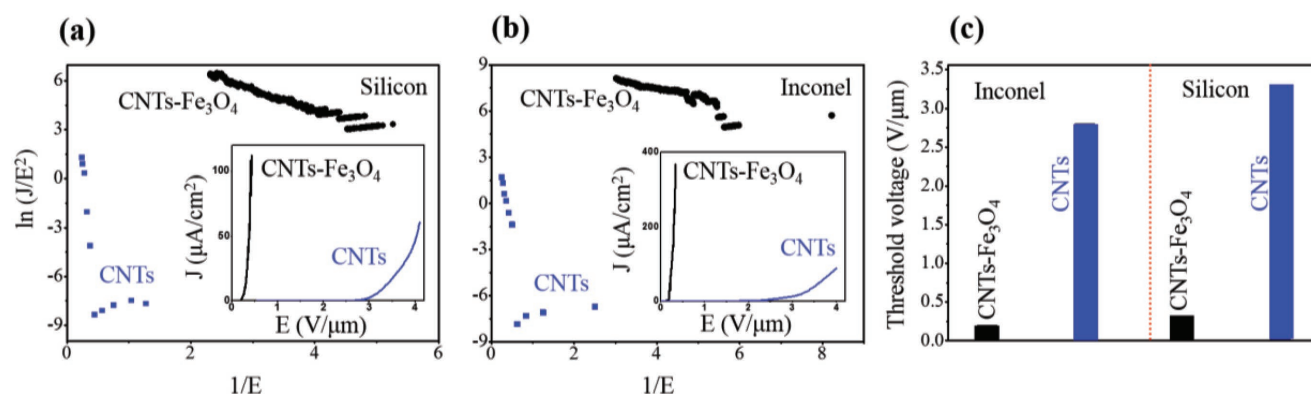 (a)
ln (J/E²)
6
3
0
-3
-6
-9
0
2
4
6
1/E
Silicon
CNTs-Fe₃O₄
CNTs
J (μA/cm²)
100
50
0
0
1
2
3
4
E (V/μm)
CNTs-Fe₃O₄
CNTs
(b)
9
6
3
0
-3
-6
-9
0
2
4
6
8
1/E
Inconel
CNTs-Fe₃O₄
CNTs
J (μA/cm²)
400
200
0
0
1
2
3
4
E (V/μm)
CNTs-Fe₃O₄
CNTs
(c)
Threshold voltage (V/μm)
3.5
3.0
2.5
2.0
1.5
1.0
0.5
0.0
Inconel
Silicon
CNTs-Fe₃O₄
CNTs
CNTs-Fe₃O₄
CNTs